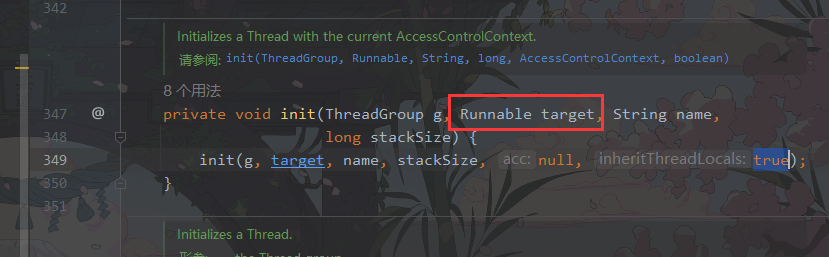 342
Initializes a Thread with the current AccessControlContext.
请参阅: init(ThreadGroup, Runnable, String, long, AccessControlContext, boolean)
8 个用法
347 @ private void init(ThreadGroup g, Runnable target, String name,
348 long stackSize) {
349 init(g, target, name, stackSize, acc: null, inheritThreadLocals: true);
350 }
351
Initializes a Thread.